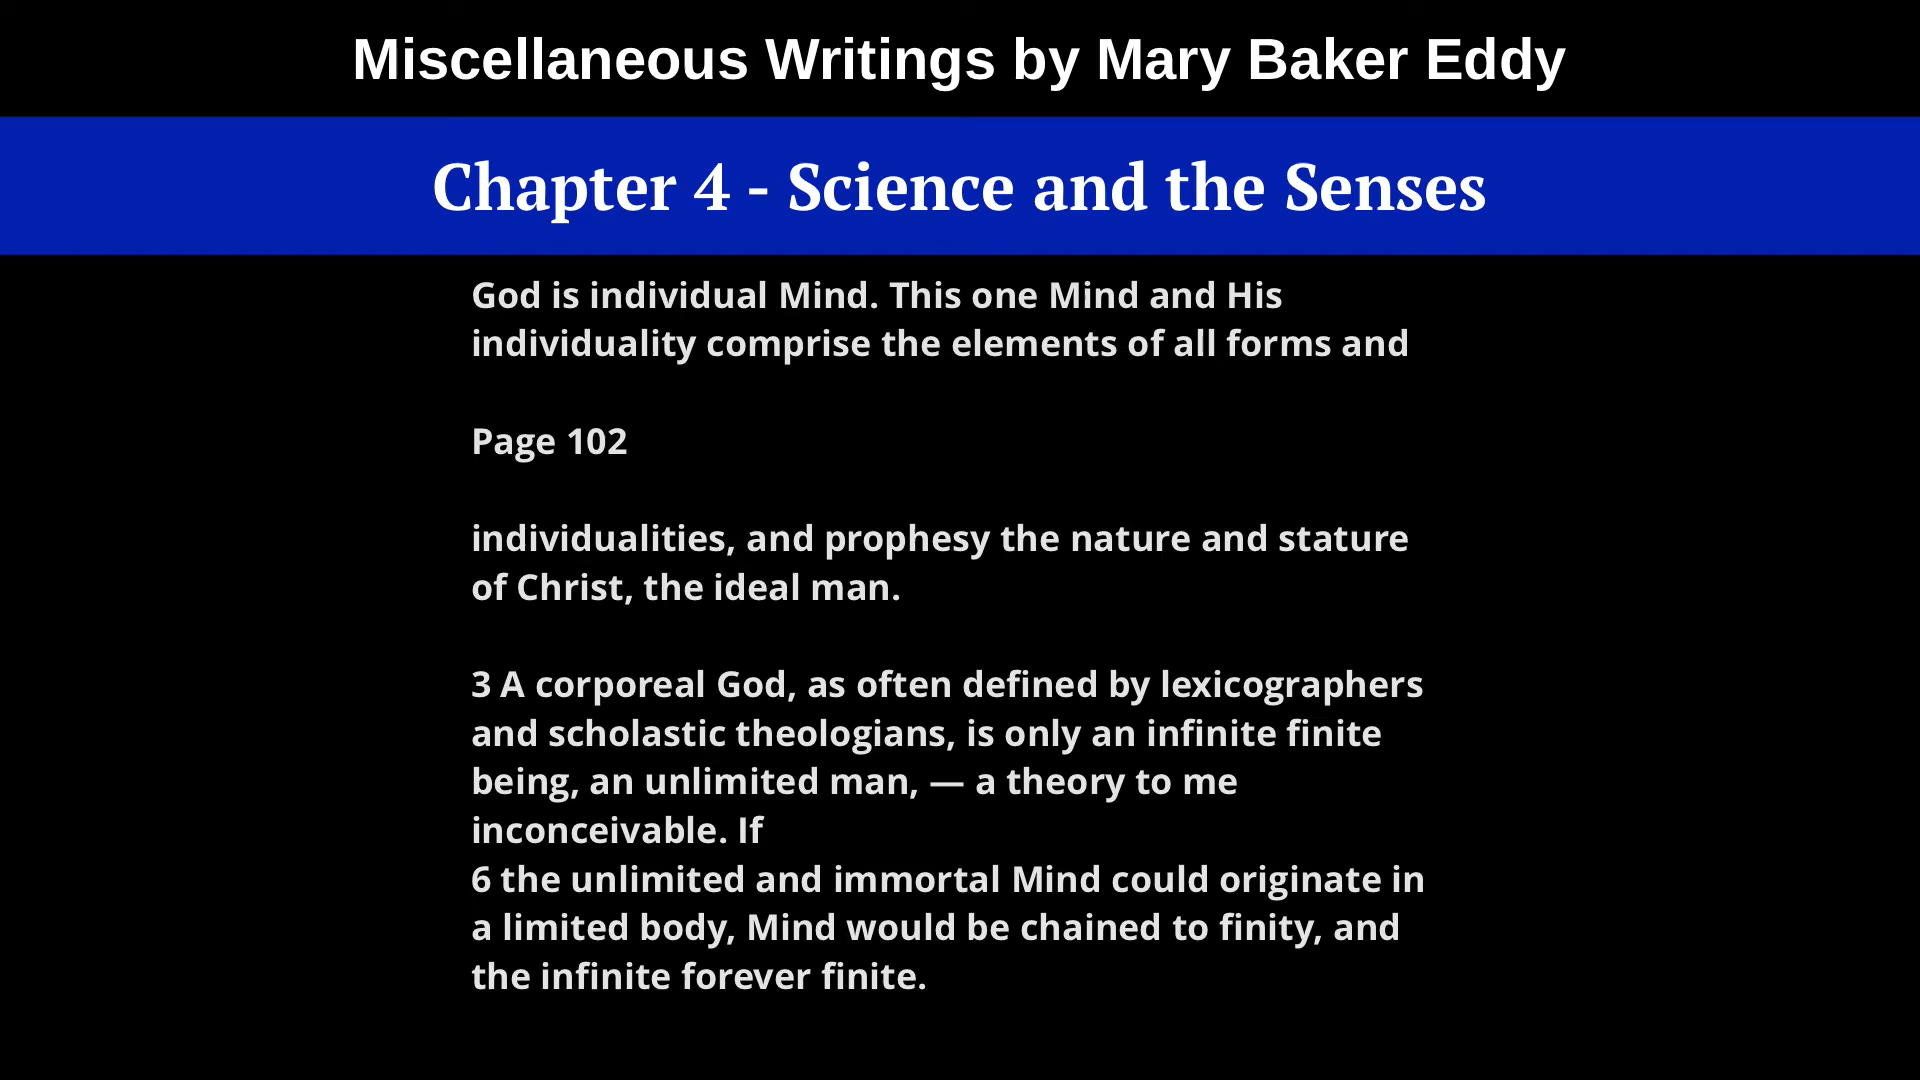 Miscellaneous Writings by Mary Baker Eddy
Chapter 4 - Science and the Senses
God is individual Mind. This one Mind and His
individuality comprise the elements of all forms and
Page 102
individualities, and prophesy the nature and stature
of Christ, the ideal man.
3 A corporeal God, as often defined by lexicographers
and scholastic theologians, is only an infinite finite
being, an unlimited man, — a theory to me
inconceivable. If
6 the unlimited and immortal Mind could originate in
a limited body, Mind would be chained to finity, and
the infinite forever finite.